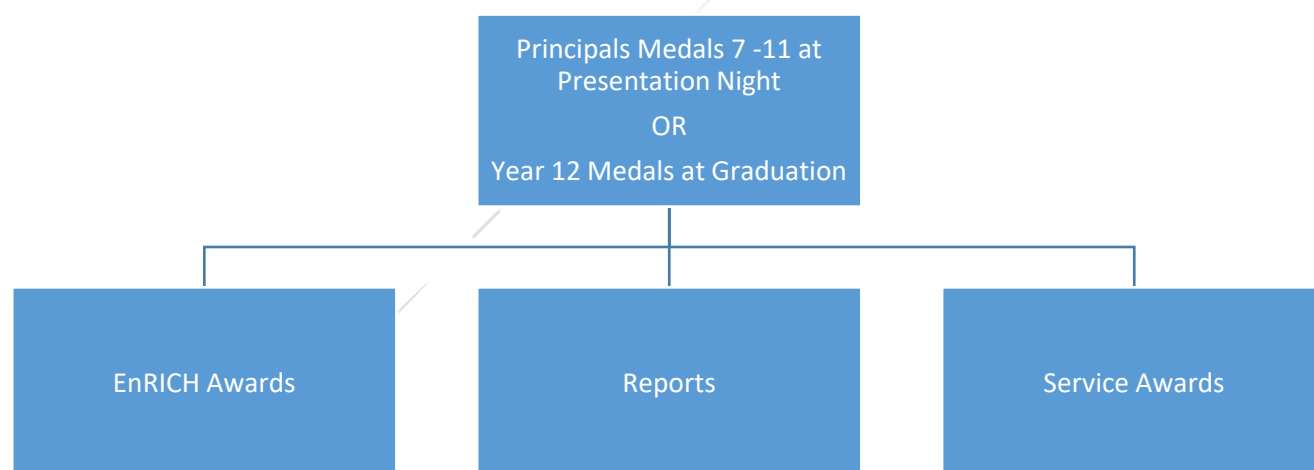 Principals Medals 7 -11 at
Presentation Night
OR
Year 12 Medals at Graduation
EnRICH Awards
Reports
Service Awards